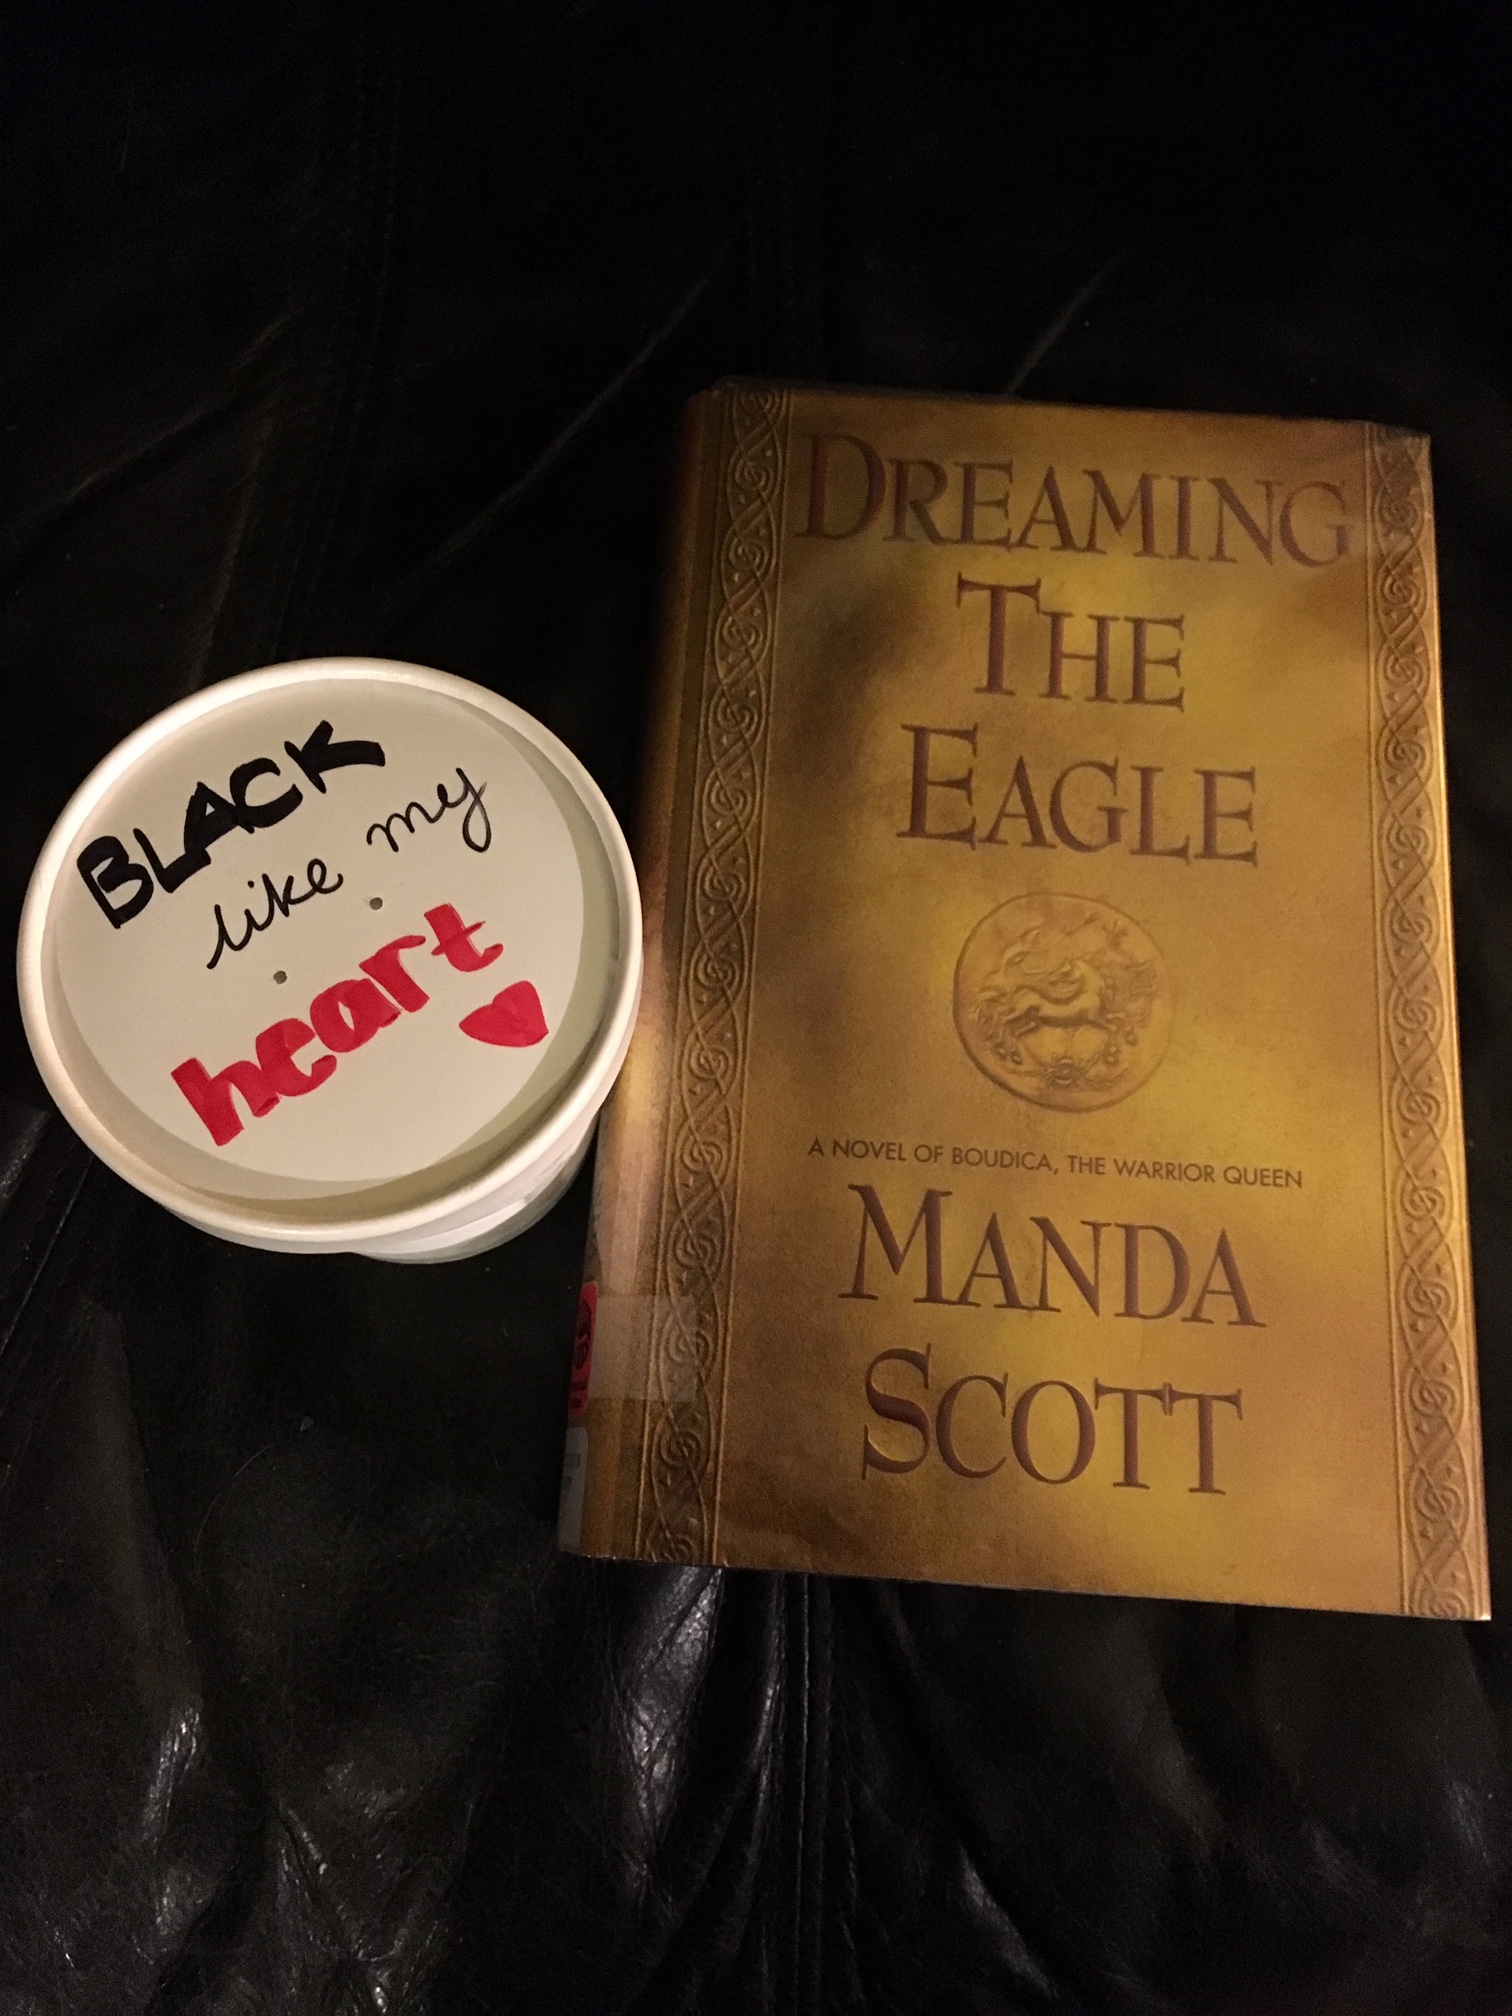 BLACK
like my
heart
DREAMING
THE
EAGLE
A NOVEL OF BOUDICA, THE WARRIOR QUEEN
MANDA
SCOTT